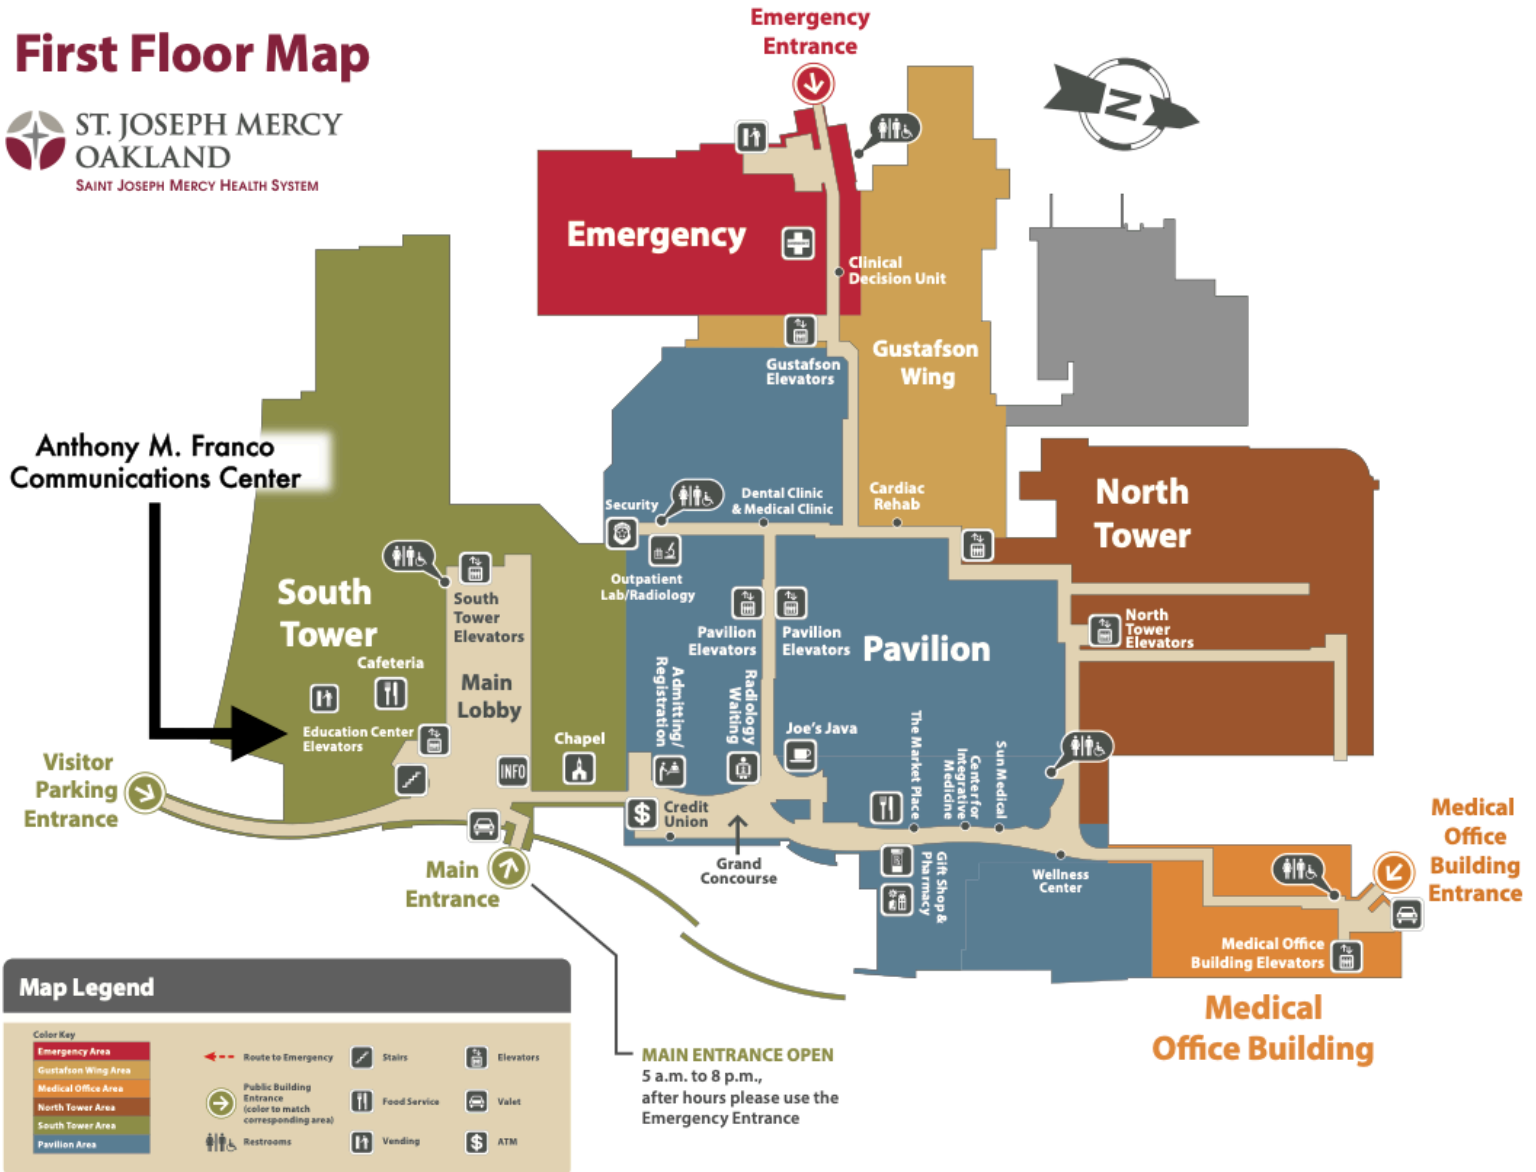 First Floor Map
ST. JOSEPH MERCY
OAKLAND
SAINT JOSEPH MERCY HEALTH SYSTEM
Emergency
Entrance
N
Emergency
Clinical
Decision Unit
Gustafson
Elevators
Gustafson
Wing
Anthony M. Franco
Communications Center
Security
Dental Clinic
& Medical Clinic
Cardiac
Rehab
North
Tower
Outpatient
Lab/Radiology
South
Tower
South
Tower
Elevators
Pavilion
Elevators
Pavilion
Elevators
Pavilion
North
Tower
Elevators
Cafeteria
Main
Lobby
Education Center
Elevators
Chapel
INFO
Admitting/
Registration
Radiology
Waiting
Joe's Java
The Market Place
Center for
Integrative
Medicine
Sun Medical
Visitor
Parking
Entrance
$
Credit
Union
Grand
Concourse
Main
Entrance
Gift Shop &
Pharmacy
Wellness
Center
Medical
Office
Building
Entrance
Medical Office
Building Elevators
Medical
Office Building
MAIN ENTRANCE OPEN
5 a.m. to 8 p.m.,
after hours please use the
Emergency Entrance
Map Legend
Color Key
Emergency Area
Gustafson Wing Area
Medical Office Area
North Tower Area
South Tower Area
Pavilion Area
Route to Emergency
Public Building
Entrance
(color to match
corresponding area)
Restrooms
Stairs
Food Service
Vending
Elevators
Valet
$ ATM